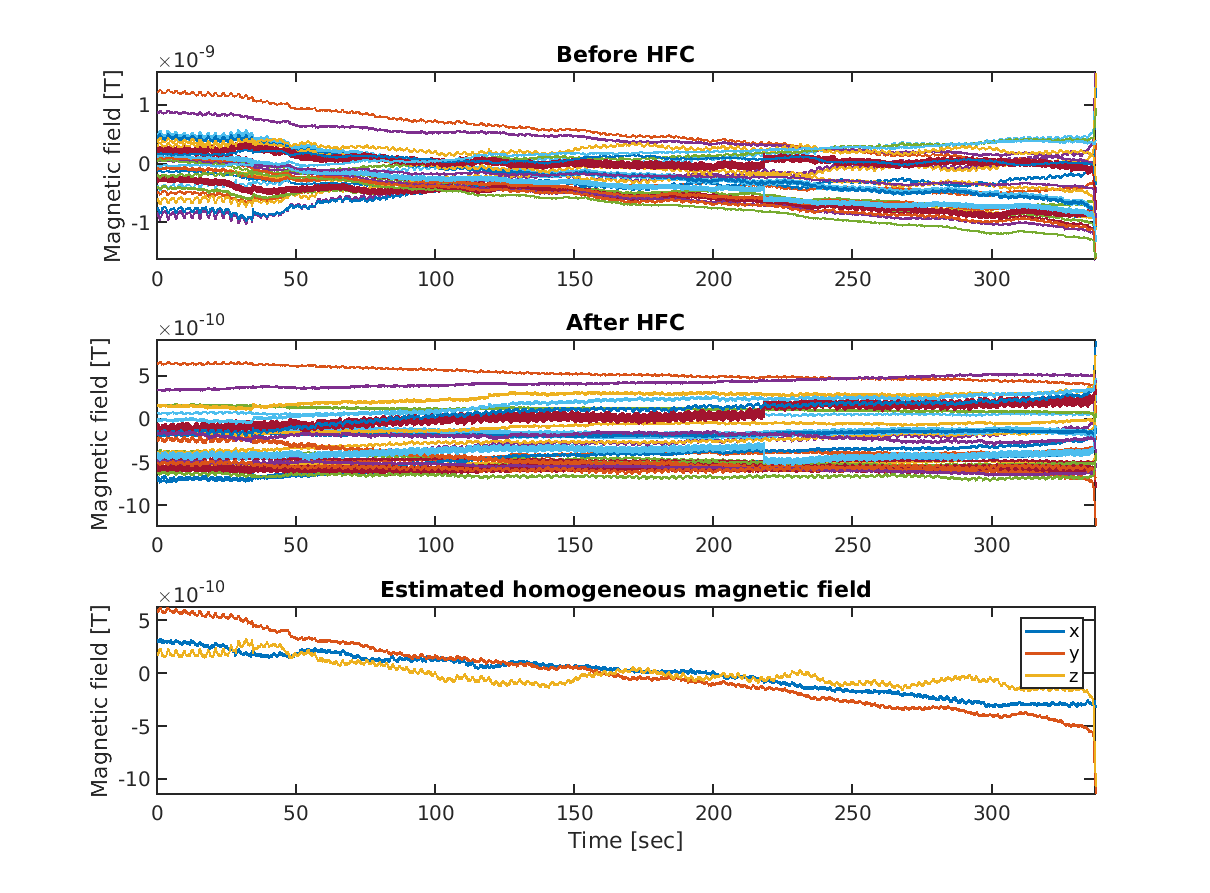 Before HFC
×10-9
Magnetic field [T]
1
0
-1
0 50 100 150 200 250 300
After HFC
×10-10
Magnetic field [T]
5
0
-5
-10
0 50 100 150 200 250 300
Estimated homogeneous magnetic field
×10-10
Magnetic field [T]
5
0
-5
-10
x
y
z
0 50 100 150 200 250 300
Time [sec]